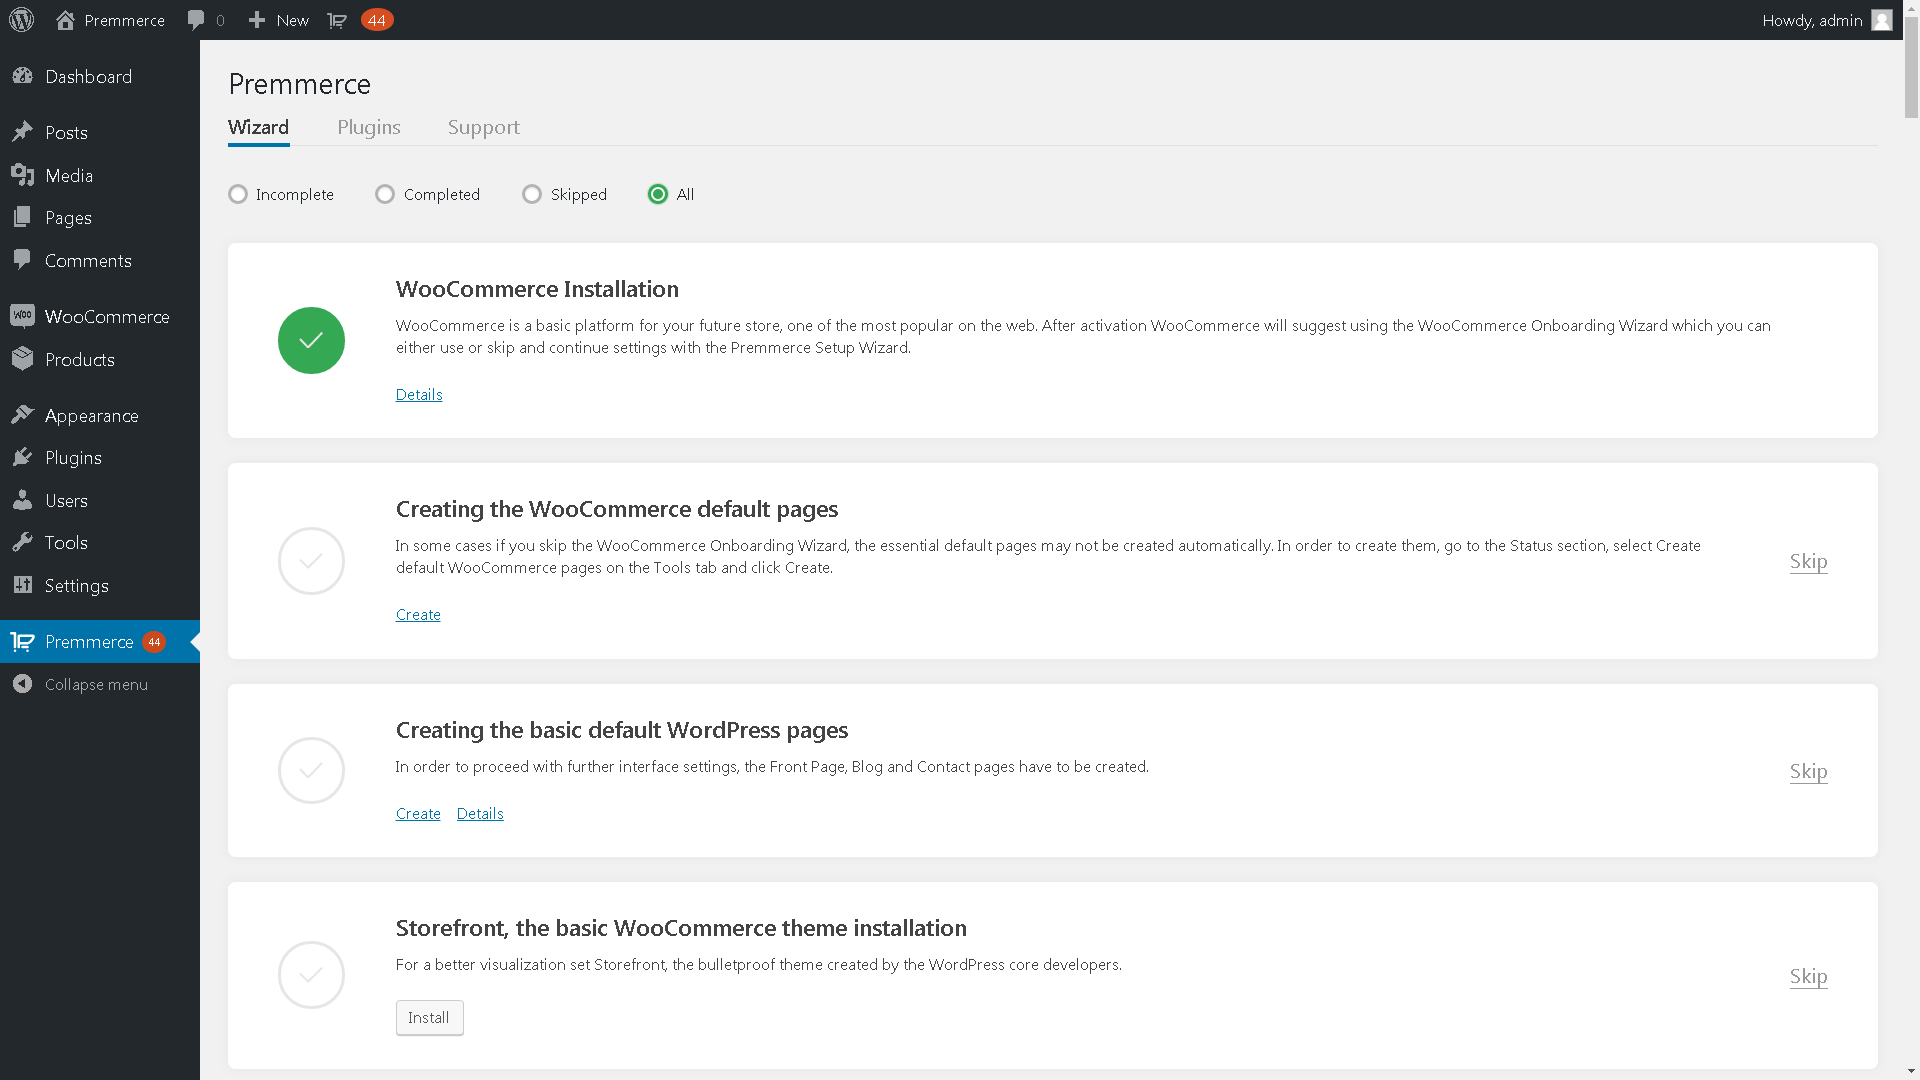 Premmerce 0 New 44 Howdy, admin
Dashboard
Posts
Media
Pages
Comments
WooCommerce
Products
Appearance
Plugins
Users
Tools
Settings
Premmerce 44
Collapse menu
Premmerce
Wizard Plugins Support
Incomplete Completed Skipped All
WooCommerce Installation
WooCommerce is a basic platform for your future store, one of the most popular on the web. After activation WooCommerce will suggest using the WooCommerce Onboarding Wizard which you can
either use or skip and continue settings with the Premmerce Setup Wizard.
Details
Creating the WooCommerce default pages
In some cases if you skip the WooCommerce Onboarding Wizard, the essential default pages may not be created automatically. In order to create them, go to the Status section, select Create
default WooCommerce pages on the Tools tab and click Create.
Skip
Create
Creating the basic default WordPress pages
In order to proceed with further interface settings, the Front Page, Blog and Contact pages have to be created.
Skip
Create Details
Storefront, the basic WooCommerce theme installation
For a better visualization set Storefront, the bulletproof theme created by the WordPress core developers.
Skip
Install